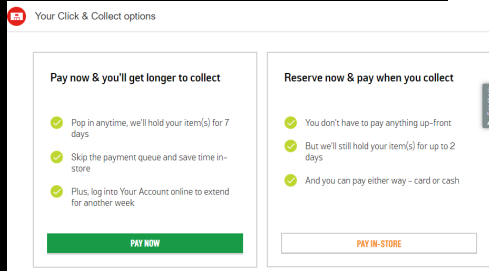 Your Click & Collect options
Pay now & you'll get longer to collect
Pop in anytime, we'll hold your item(s) for 7
days
Skip the payment queue and save time in-
store
Plus, log into Your Account online to extend
for another week
PAY NOW
Reserve now & pay when you collect
You don't have to pay anything up-front
But we'll still hold your item(s) for up to 2
days
And you can pay either way – card or cash
PAY IN-STORE